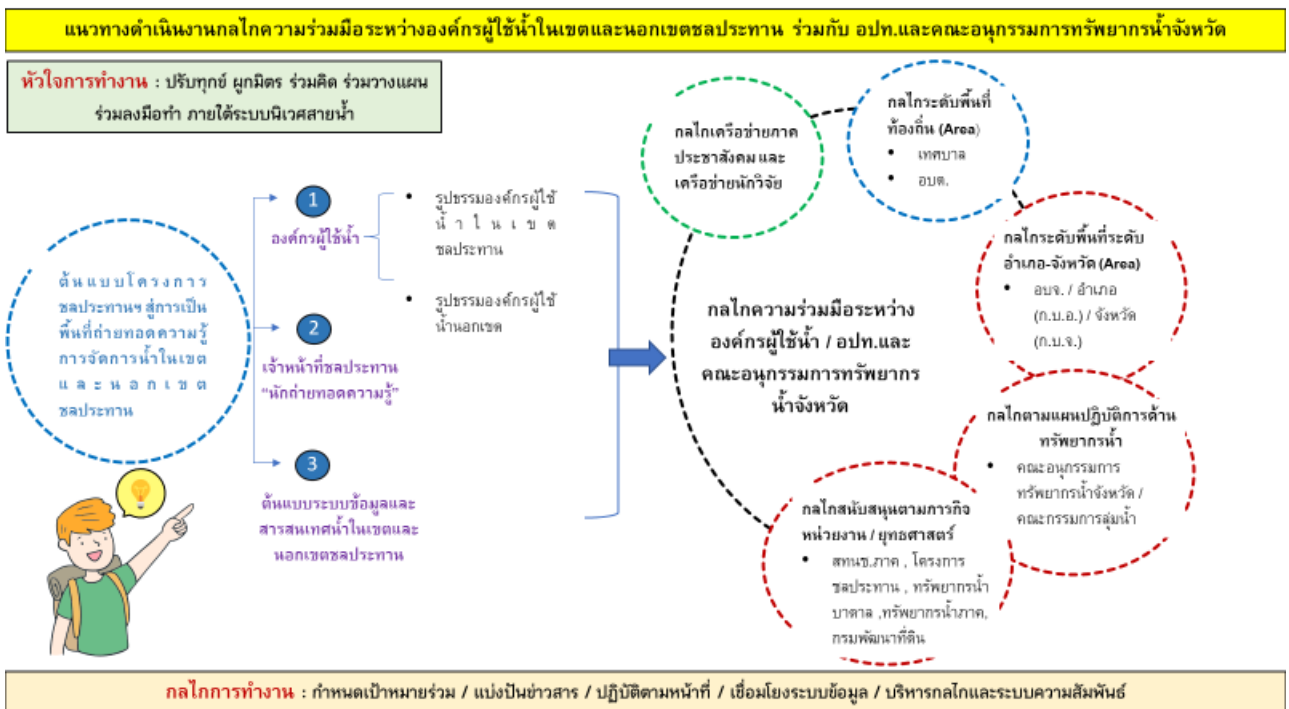 แนวทางดำเนินงานกลไกความร่วมมือระหว่างองค์กรผู้ใช้น้ำในเขตและนอกเขตชลประทาน ร่วมกับ อปท.และคณะอนุกรรมการทรัพยากรน้ำจังหวัด
หัวใจการทำงาน : ปรับทุกข์ ผูกมิตร ร่วมคิด ร่วมวางแผน
ร่วมลงมือทำ ภายใต้ระบบนิเวศสายน้ำ
ต้นแบบโครงการ
ชลประทานฯ สู่การเป็น
พื้นที่ถ่ายทอดความรู้
การจัดการน้ำในเขต
และนอกเขต
ชลประทาน
1
องค์กรผู้ใช้น้ำ
• รูปธรรมองค์กรผู้ใช้
น้ำในเขต
ชลประทาน
• รูปธรรมองค์กรผู้ใช้
น้ำนอกเขต
2
เจ้าหน้าที่ชลประทาน
“นักถ่ายทอดความรู้”
3
ต้นแบบระบบข้อมูลและ
สารสนเทศน้ำในเขตและ
นอกเขตชลประทาน
กลไกความร่วมมือระหว่าง
องค์กรผู้ใช้น้ำ / อปท.และ
คณะอนุกรรมการทรัพยากร
น้ำจังหวัด
กลไกเครือข่ายภาค
ประชาสังคม และ
เครือข่ายนักวิจัย
กลไกระดับพื้นที่
ท้องถิ่น (Area)
• เทศบาล
• อบต.
กลไกระดับพื้นที่ระดับ
อำเภอ-จังหวัด (Area)
• อบจ. / อำเภอ
(ก.บ.อ.) / จังหวัด
(ก.บ.จ.)
กลไกตามแผนปฏิบัติการด้าน
ทรัพยากรน้ำ
• คณะอนุกรรมการ
ทรัพยากรน้ำจังหวัด /
คณะกรรมการลุ่มน้ำ
กลไกสนับสนุนตามภารกิจ
หน่วยงาน / ยุทธศาสตร์
• สทนช.ภาค , โครงการ
ชลประทาน , ทรัพยากรน้ำ
บาดาล ,ทรัพยากรน้ำภาค,
กรมพัฒนาที่ดิน
กลไกการทำงาน : กำหนดเป้าหมายร่วม / แบ่งปันข่าวสาร / ปฏิบัติตามหน้าที่ / เชื่อมโยงระบบข้อมูล / บริหารกลไกและระบบความสัมพันธ์